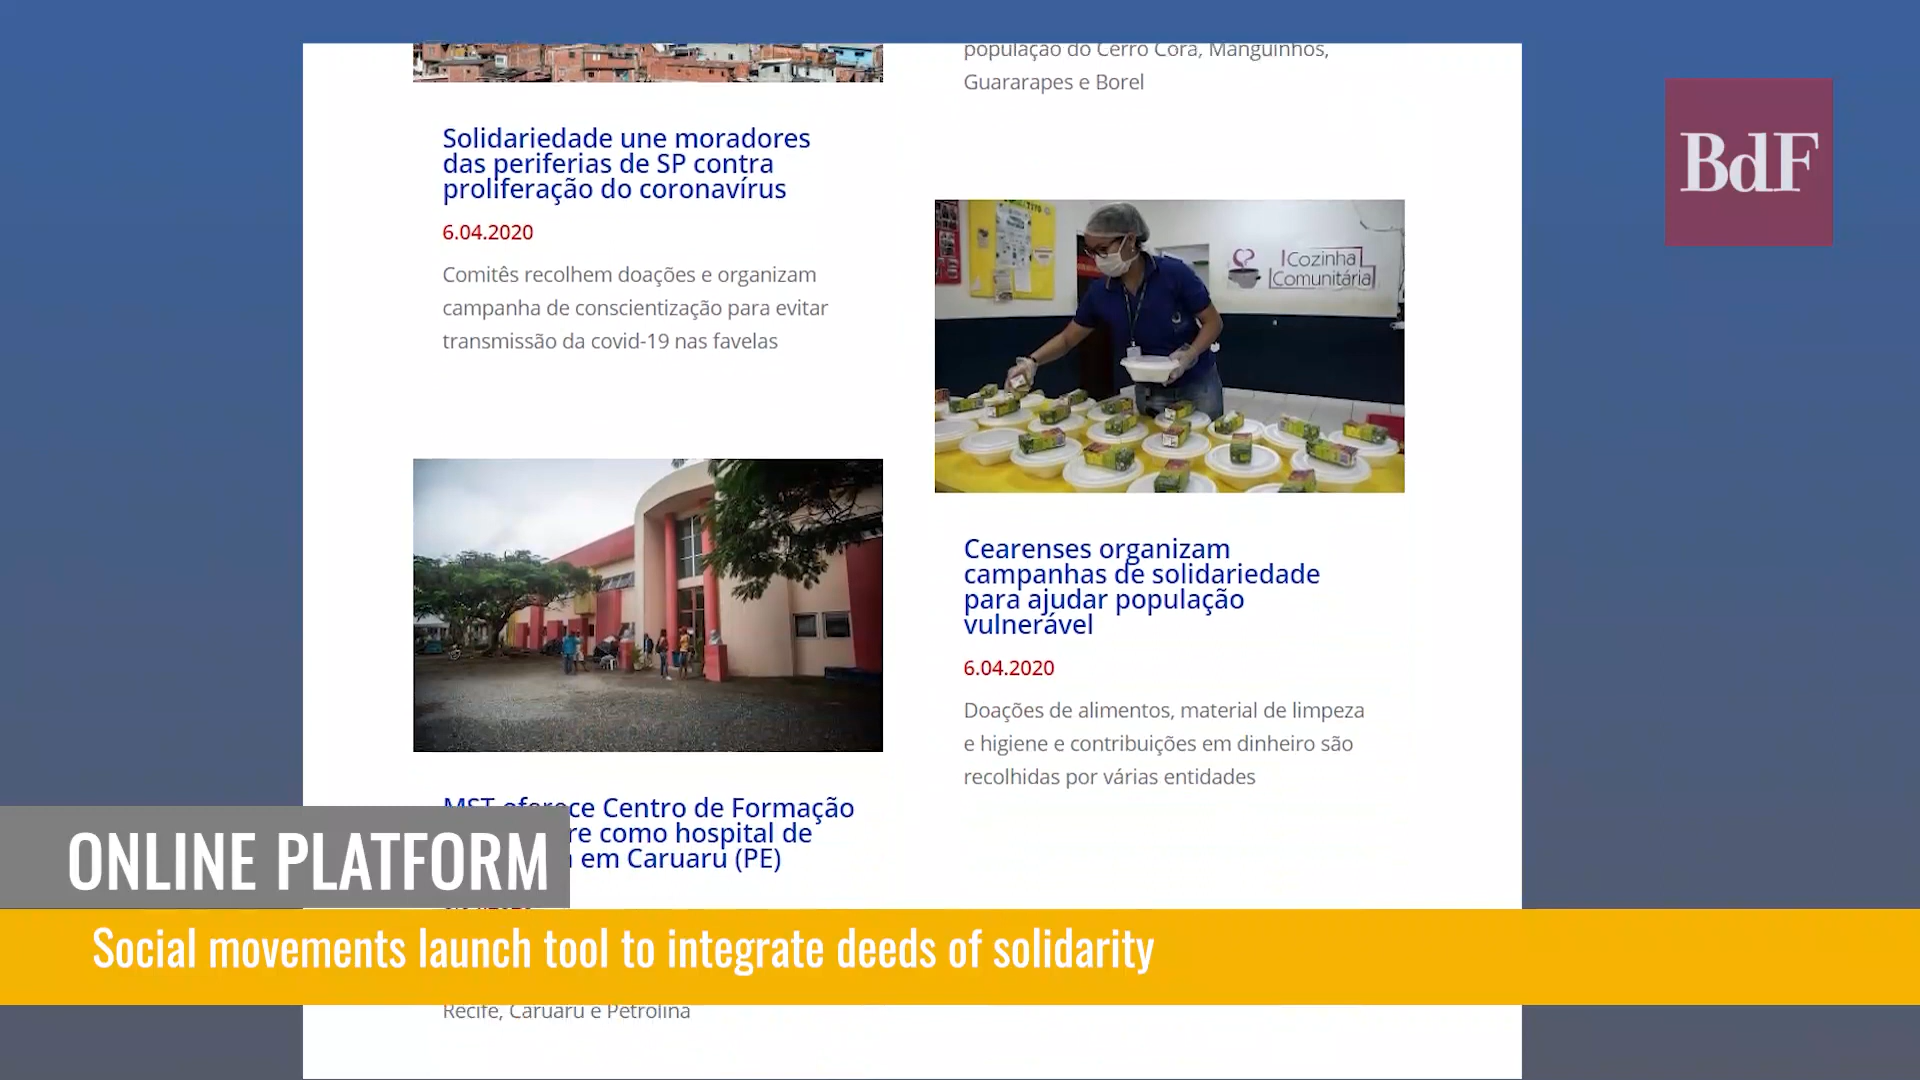 Solidariedade une moradores
das periferias de SP contra
proliferação do coronavírus
6.04.2020
Comitês recolhem doações e organizam
campanha de conscientização para evitar
transmissão da covid-19 nas favelas
ce Centro de Formação
re como hospital de
em Caruaru (PE)
Recife, Caruaru e Petrolina
população do Cerro Corá, Manguinhos,
Guararapes e Borel
Cozinha
Comunitária
Cearenses organizam
campanhas de solidariedade
para ajudar população
vulnerável
6.04.2020
Doações de alimentos, material de limpeza
e higiene e contribuições em dinheiro são
recolhidas por várias entidades
BdF
ONLINE PLATFORM
Social movements launch tool to integrate deeds of solidarity